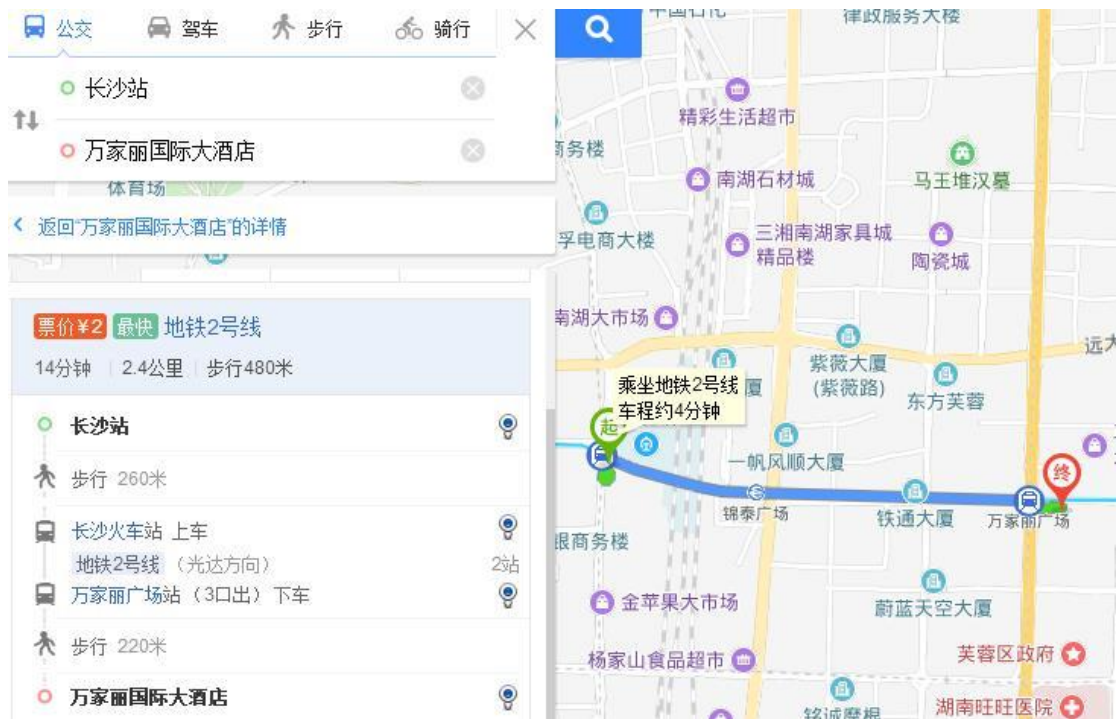 公交 驾车 步行 骑行
长沙站
万家丽国际大酒店
体育场
返回"万家丽国际大酒店"的详情
票价¥2 最快 地铁2号线
14分钟 2.4公里 步行480米
长沙站
步行 260米
长沙火车站 上车
地铁2号线 （光达方向） 2站
万家丽广场站（3口出）下车
步行 220米
万家丽国际大酒店
律政服务大楼
精彩生活超市
商务楼
南湖石材城
马王堆汉墓
孚电商大楼
三湘南湖家具城
精品楼
陶瓷城
南湖大市场
远大
紫薇大厦
(紫薇路)
东方芙蓉
厦
乘坐地铁2号线
车程约4分钟
起
一帆风顺大厦
终
锦泰广场
铁通大厦
万家丽广场
银商务楼
金苹果大市场
蔚蓝天空大厦
杨家山食品超市
芙蓉区政府
湖南旺旺医院